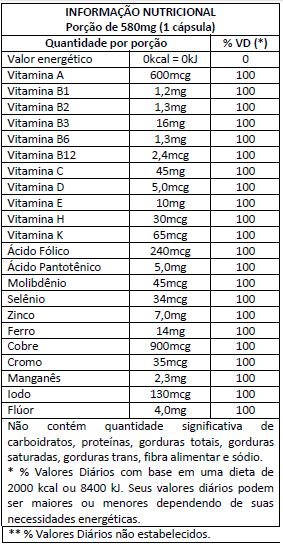 INFORMAÇÃO NUTRICIONAL
Porção de 580mg (1 cápsula)
Quantidade por porção % VD (*)
Valor energético 0kcal = 0kJ 0
Vitamina A 600mcg 100
Vitamina B1 1,2mg 100
Vitamina B2 1,3mg 100
Vitamina B3 16mg 100
Vitamina B6 1,3mg 100
Vitamina B12 2,4mcg 100
Vitamina C 45mg 100
Vitamina D 5,0mcg 100
Vitamina E 10mg 100
Vitamina H 30mcg 100
Vitamina K 65mcg 100
Ácido Fólico 240mcg 100
Ácido Pantotênico 5,0mg 100
Molibdênio 45mcg 100
Selênio 34mcg 100
Zinco 7,0mg 100
Ferro 14mg 100
Cobre 900mcg 100
Cromo 35mcg 100
Manganês 2,3mg 100
Iodo 130mcg 100
Flúor 4,0mg 100
Não contém quantidade significativa de
carboidratos, proteínas, gorduras totais, gorduras
saturadas, gorduras trans, fibra alimentar e sódio.
* % Valores Diários com base em uma dieta de
2000 kcal ou 8400 kJ. Seus valores diários podem
ser maiores ou menores dependendo de suas
necessidades energéticas.
** % Valores Diários não estabelecidos.